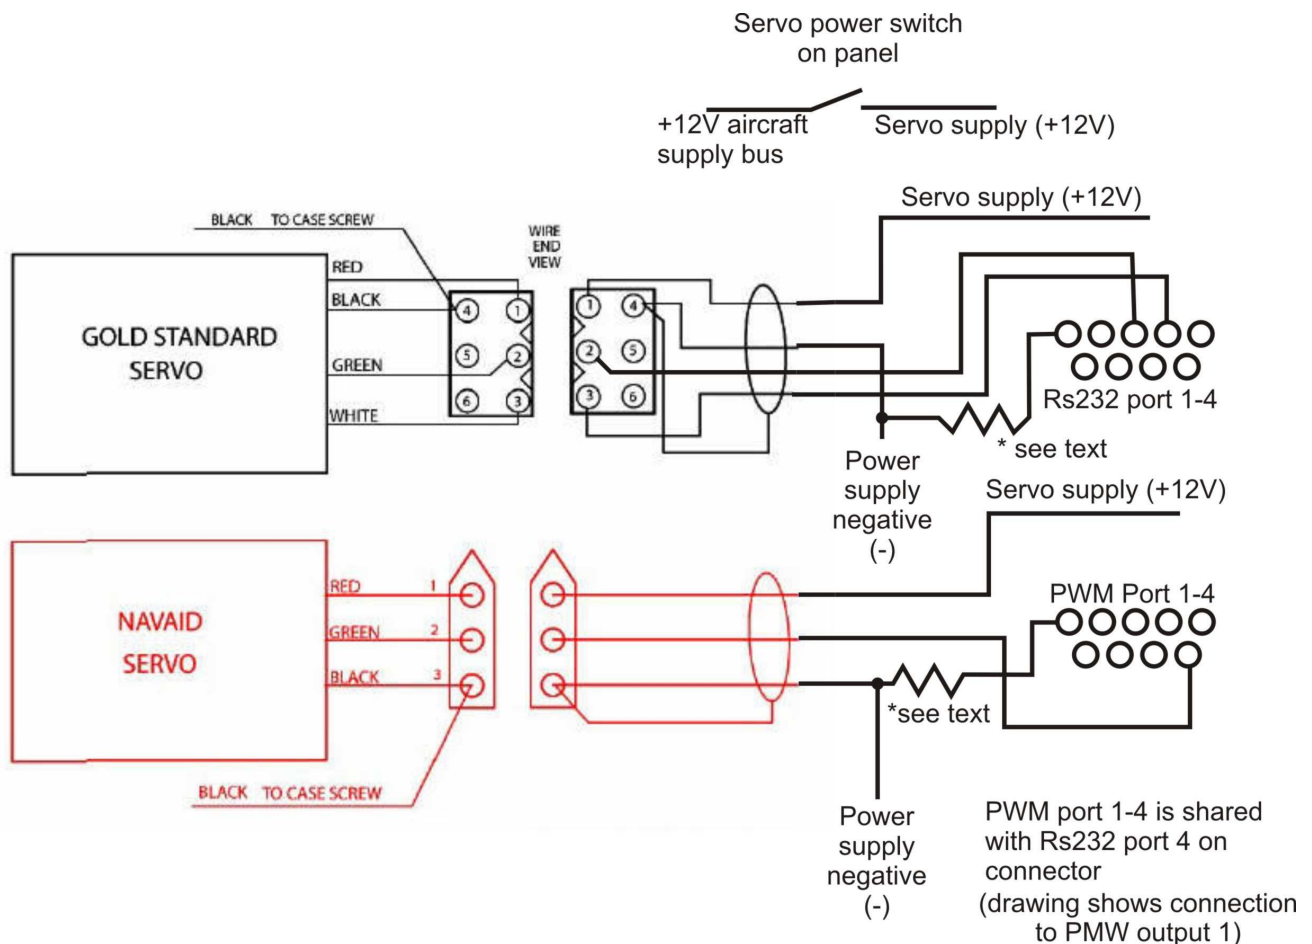 Servo power switch
on panel
+12V aircraft
supply bus
Servo supply (+12V)
Servo supply (+12V)
BLACK TO CASE SCREW
WIRE
END
VIEW
RED
BLACK
GREEN
WHITE
GOLD STANDARD
SERVO
4 1
5 2
6 3
1 4
2 5
3 6
Rs232 port 1-4
* see text
Power
supply
negative
(-)
Servo supply (+12V)
NAVAID
SERVO
RED 1
GREEN 2
BLACK 3
BLACK TO CASE SCREW
PWM Port 1-4
*see text
Power
supply
negative
(-)
PWM port 1-4 is shared
with Rs232 port 4 on
connector
(drawing shows connection
to PMW output 1)